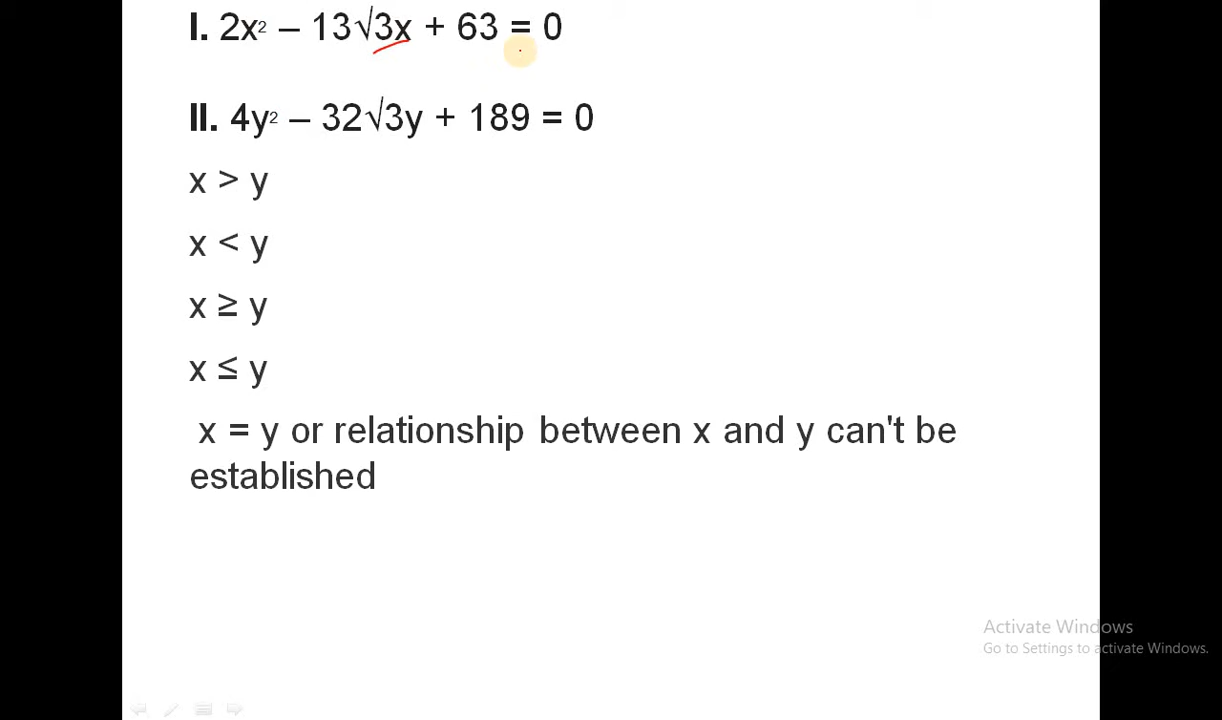 I. 2x² – 13√3x + 63 = 0
II. 4y² – 32√3y + 189 = 0
x > y
x < y
x ≥ y
x ≤ y
x = y or relationship between x and y can't be
established
Activate Windows
Go to Settings to activate Windows.